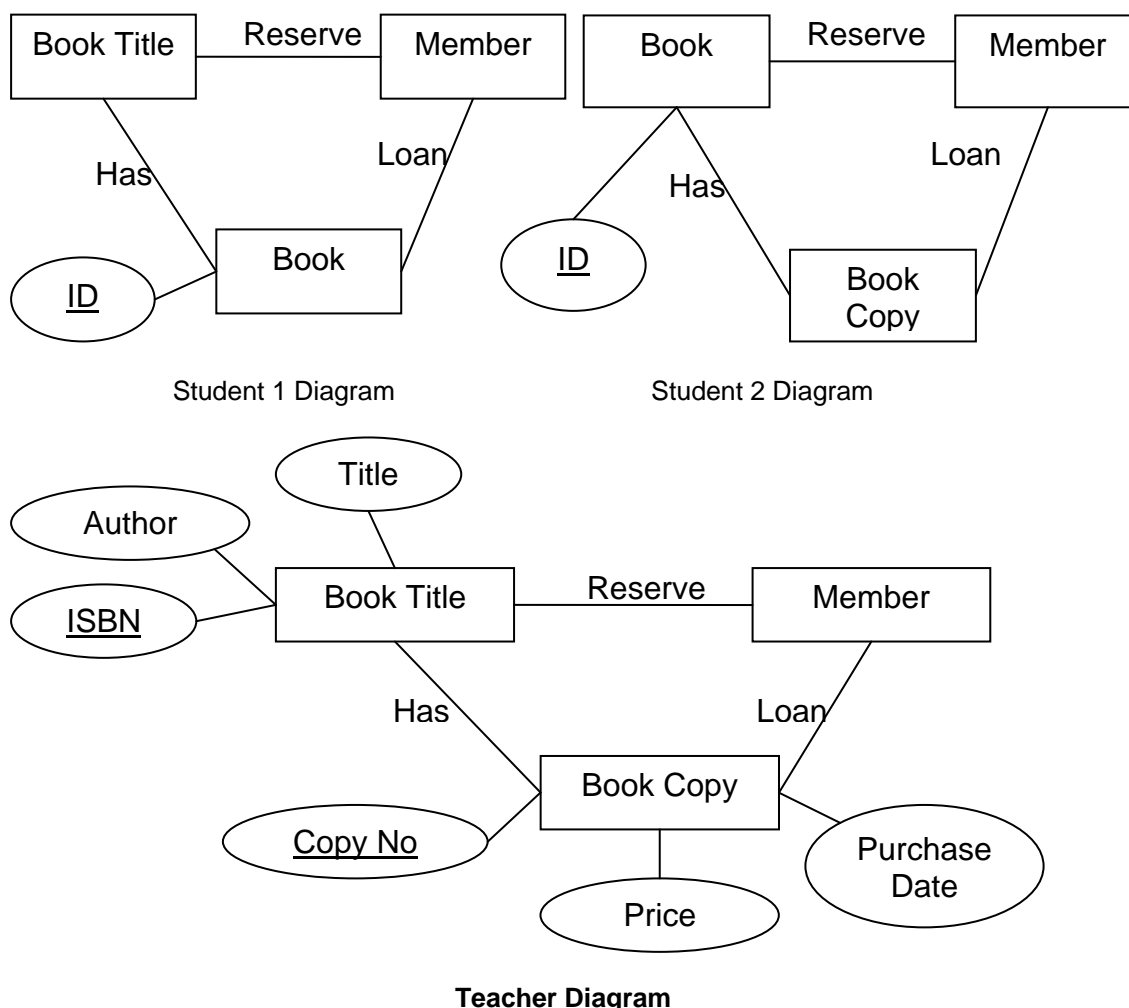 Book Title
Reserve
Member
Has
Loan
ID
Book
Student 1 Diagram
Book
Reserve
Member
Has
Loan
ID
Book
Copy
Student 2 Diagram
Title
Author
ISBN
Book Title
Reserve
Member
Has
Loan
Book Copy
Copy No
Price
Purchase
Date
Teacher Diagram